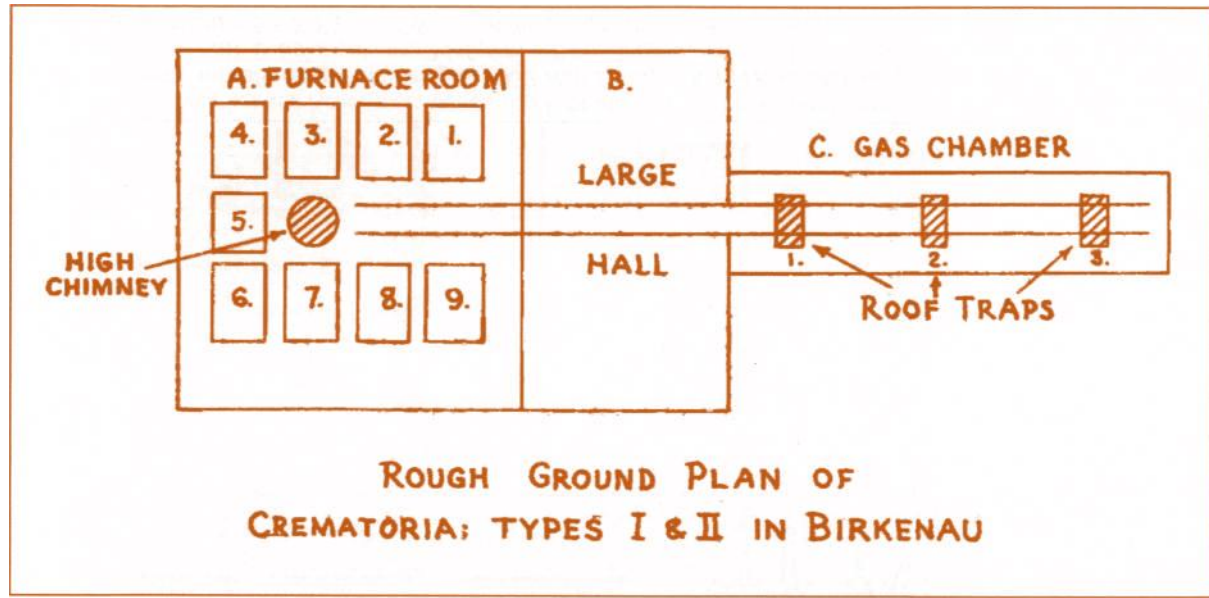 A. FURNACE ROOM
B.
4. 3. 2. 1.
C. GAS CHAMBER
LARGE
5.
HIGH
CHIMNEY
HALL
1. 2. 3.
6. 7. 8. 9.
ROOF TRAPS
ROUGH GROUND PLAN OF
CREMATORIA; TYPES I & II IN BIRKENAU